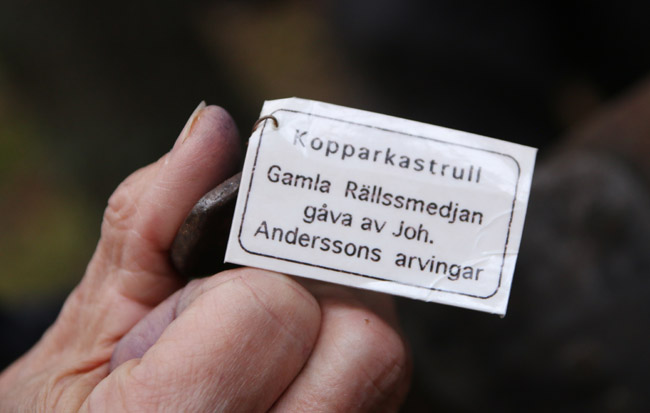 Kopparkastrull
Gamla Rällssmedjan
gåva av joh.
Anderssons arvingar